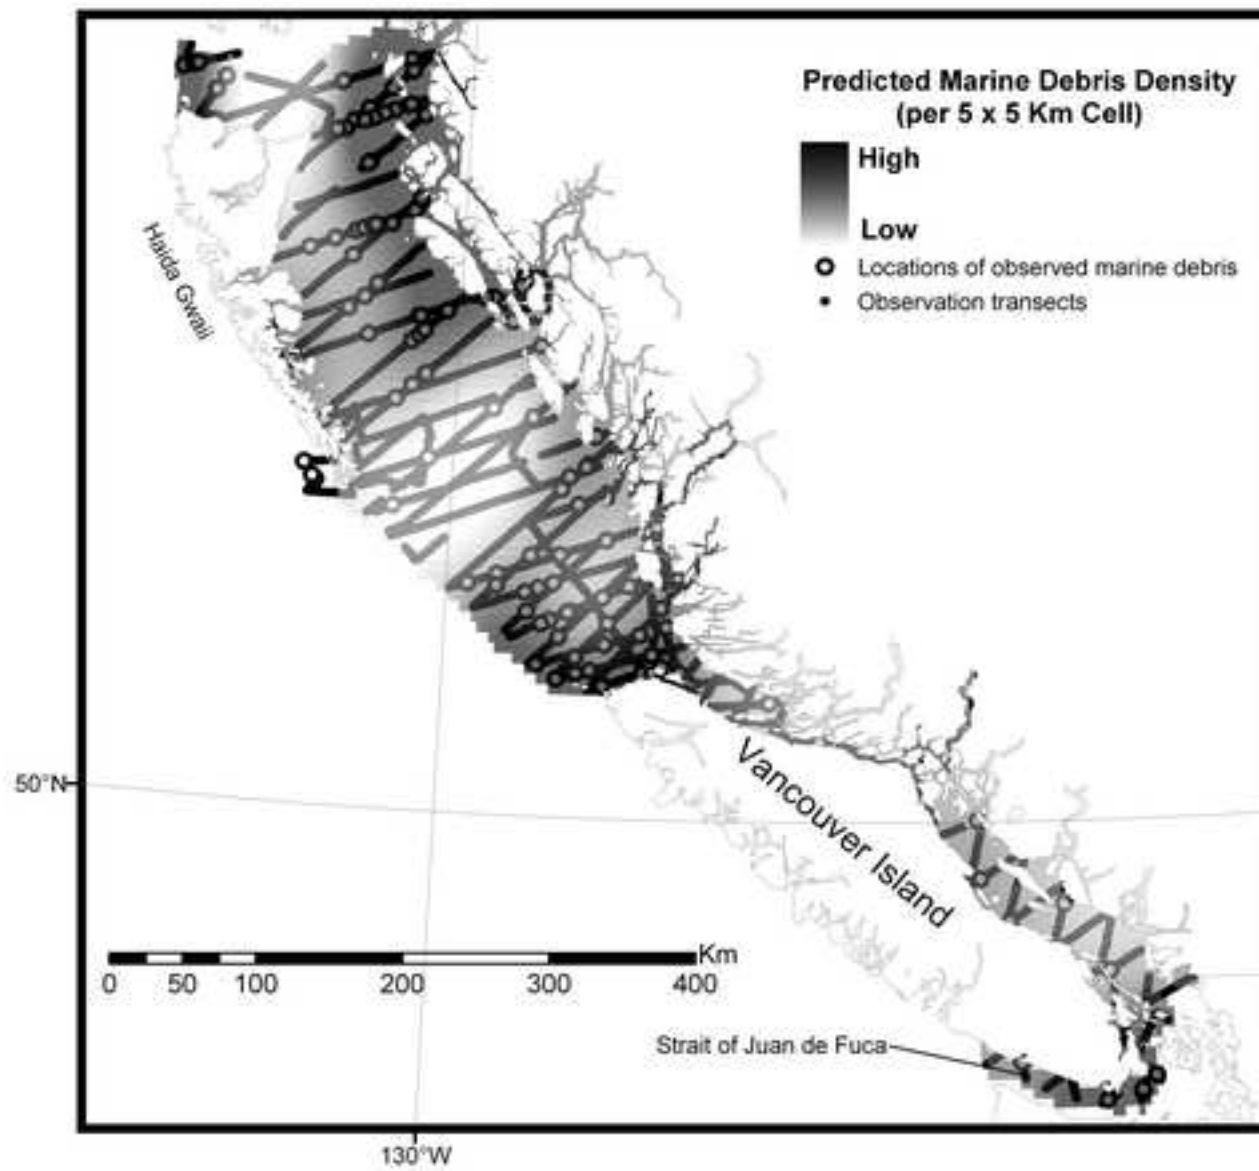 Predicted Marine Debris Density
(per 5 x 5 Km Cell)
High
Low
Locations of observed marine debris
Observation transects
Haida Gwaii
Vancouver Island
50°N
Km
0 50 100 200 300 400
Strait of Juan de Fuca
130°W